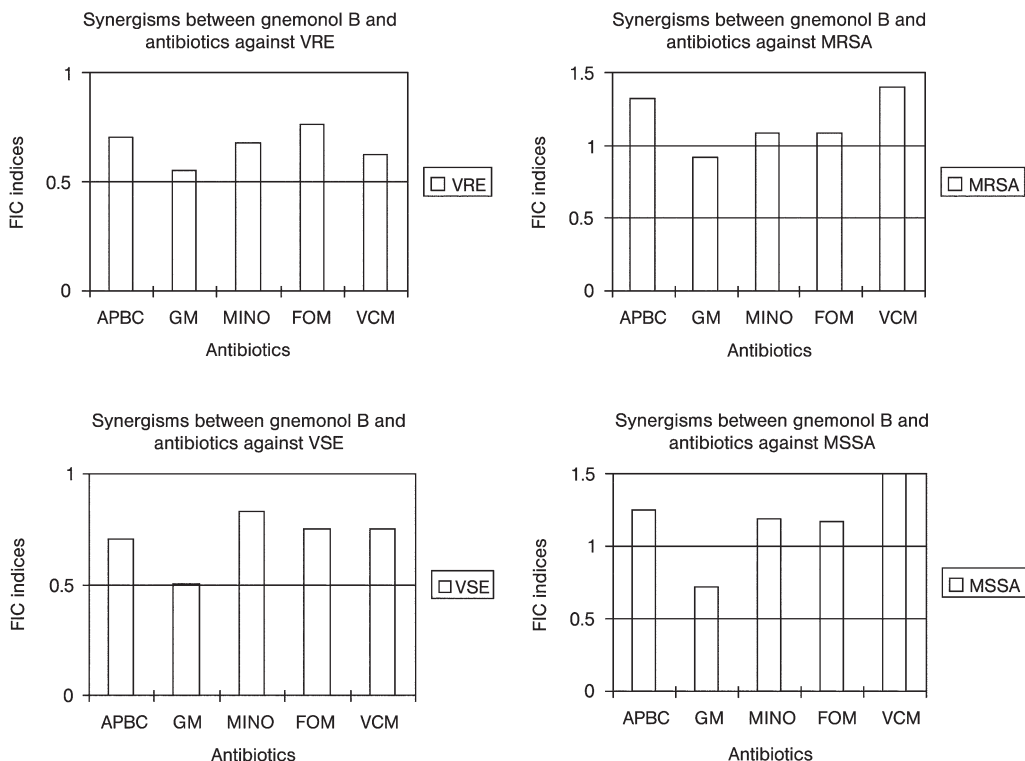 Synergisms between gnemonol B and
antibiotics against VRE
1
0.5
0
FIC indices
APBC GM MINO FOM VCM
Antibiotics
VRE
Synergisms between gnemonol B and
antibiotics against MRSA
1.5
1
0.5
0
FIC indices
APBC GM MINO FOM VCM
Antibiotics
MRSA
Synergisms between gnemonol B and
antibiotics against VSE
1
0.5
0
FIC indices
APBC GM MINO FOM VCM
Antibiotics
VSE
Synergisms between gnemonol B and
antibiotics against MSSA
1.5
1
0.5
0
FIC indices
APBC GM MINO FOM VCM
Antibiotics
MSSA